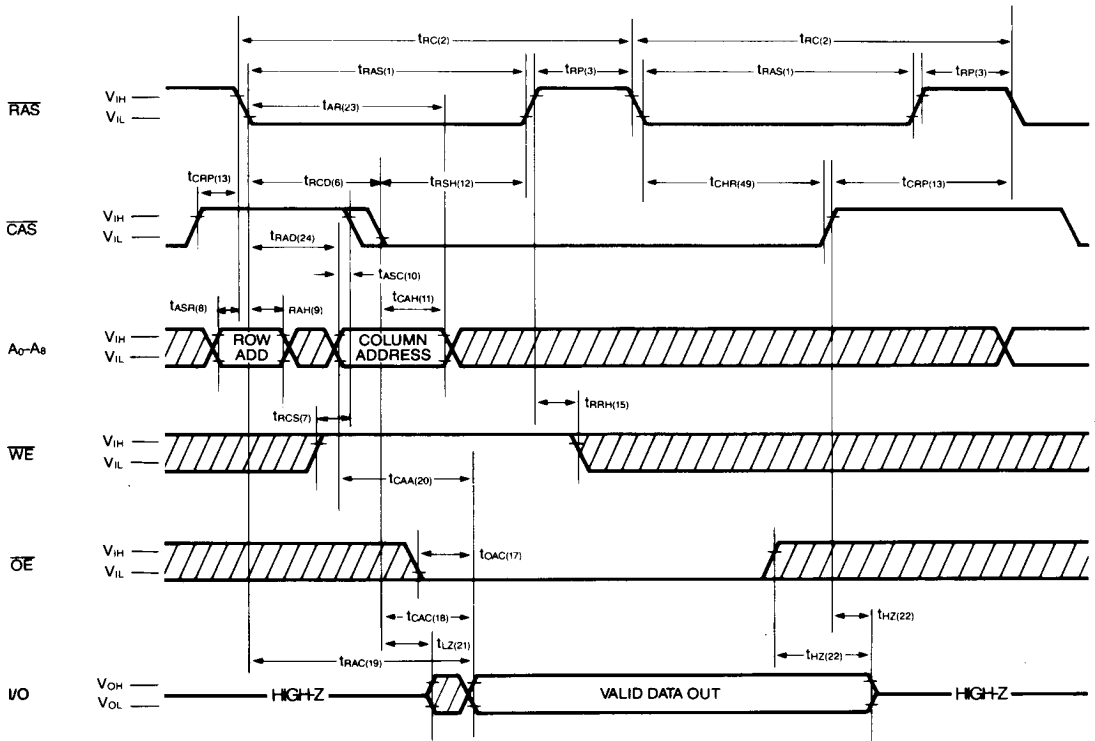 tRC(2) tRC(2)
tRAS(1) tRP(3) tRAS(1) tRP(3)
RAS VIH VIL
tAR(23)
tCRP(13) tRCD(6) tRSH(12) tCHR(49) tCRP(13)
CAS VIH VIL
tRAD(24)
tASC(10)
tASR(8) RAH(9) tCAH(11)
A0–A8 VIH VIL
ROW ADD
COLUMN ADDRESS
tRCS(7) tRRH(15)
WE VIH VIL
tCAA(20)
OE VIH VIL
tOAC(17)
tCAC(18) tHZ(22)
tLZ(21)
tRAC(19) tHZ(22)
I/O VOH VOL
HIGH-Z VALID DATA OUT HIGH-Z